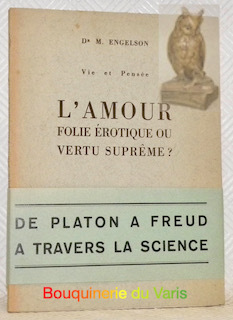 Dr M. ENGELSON
Vie et Pensée
L'AMOUR
FOLIE ÉROTIQUE OU
VERTU SUPRÊME ?
DE PLATON A FREUD
A TRAVERS LA SCIENCE
Bouquinerie du Varis